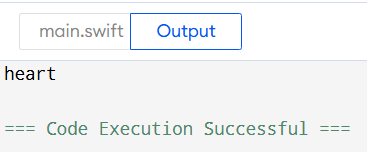 main.swift Output
heart
=== Code Execution Successful ===